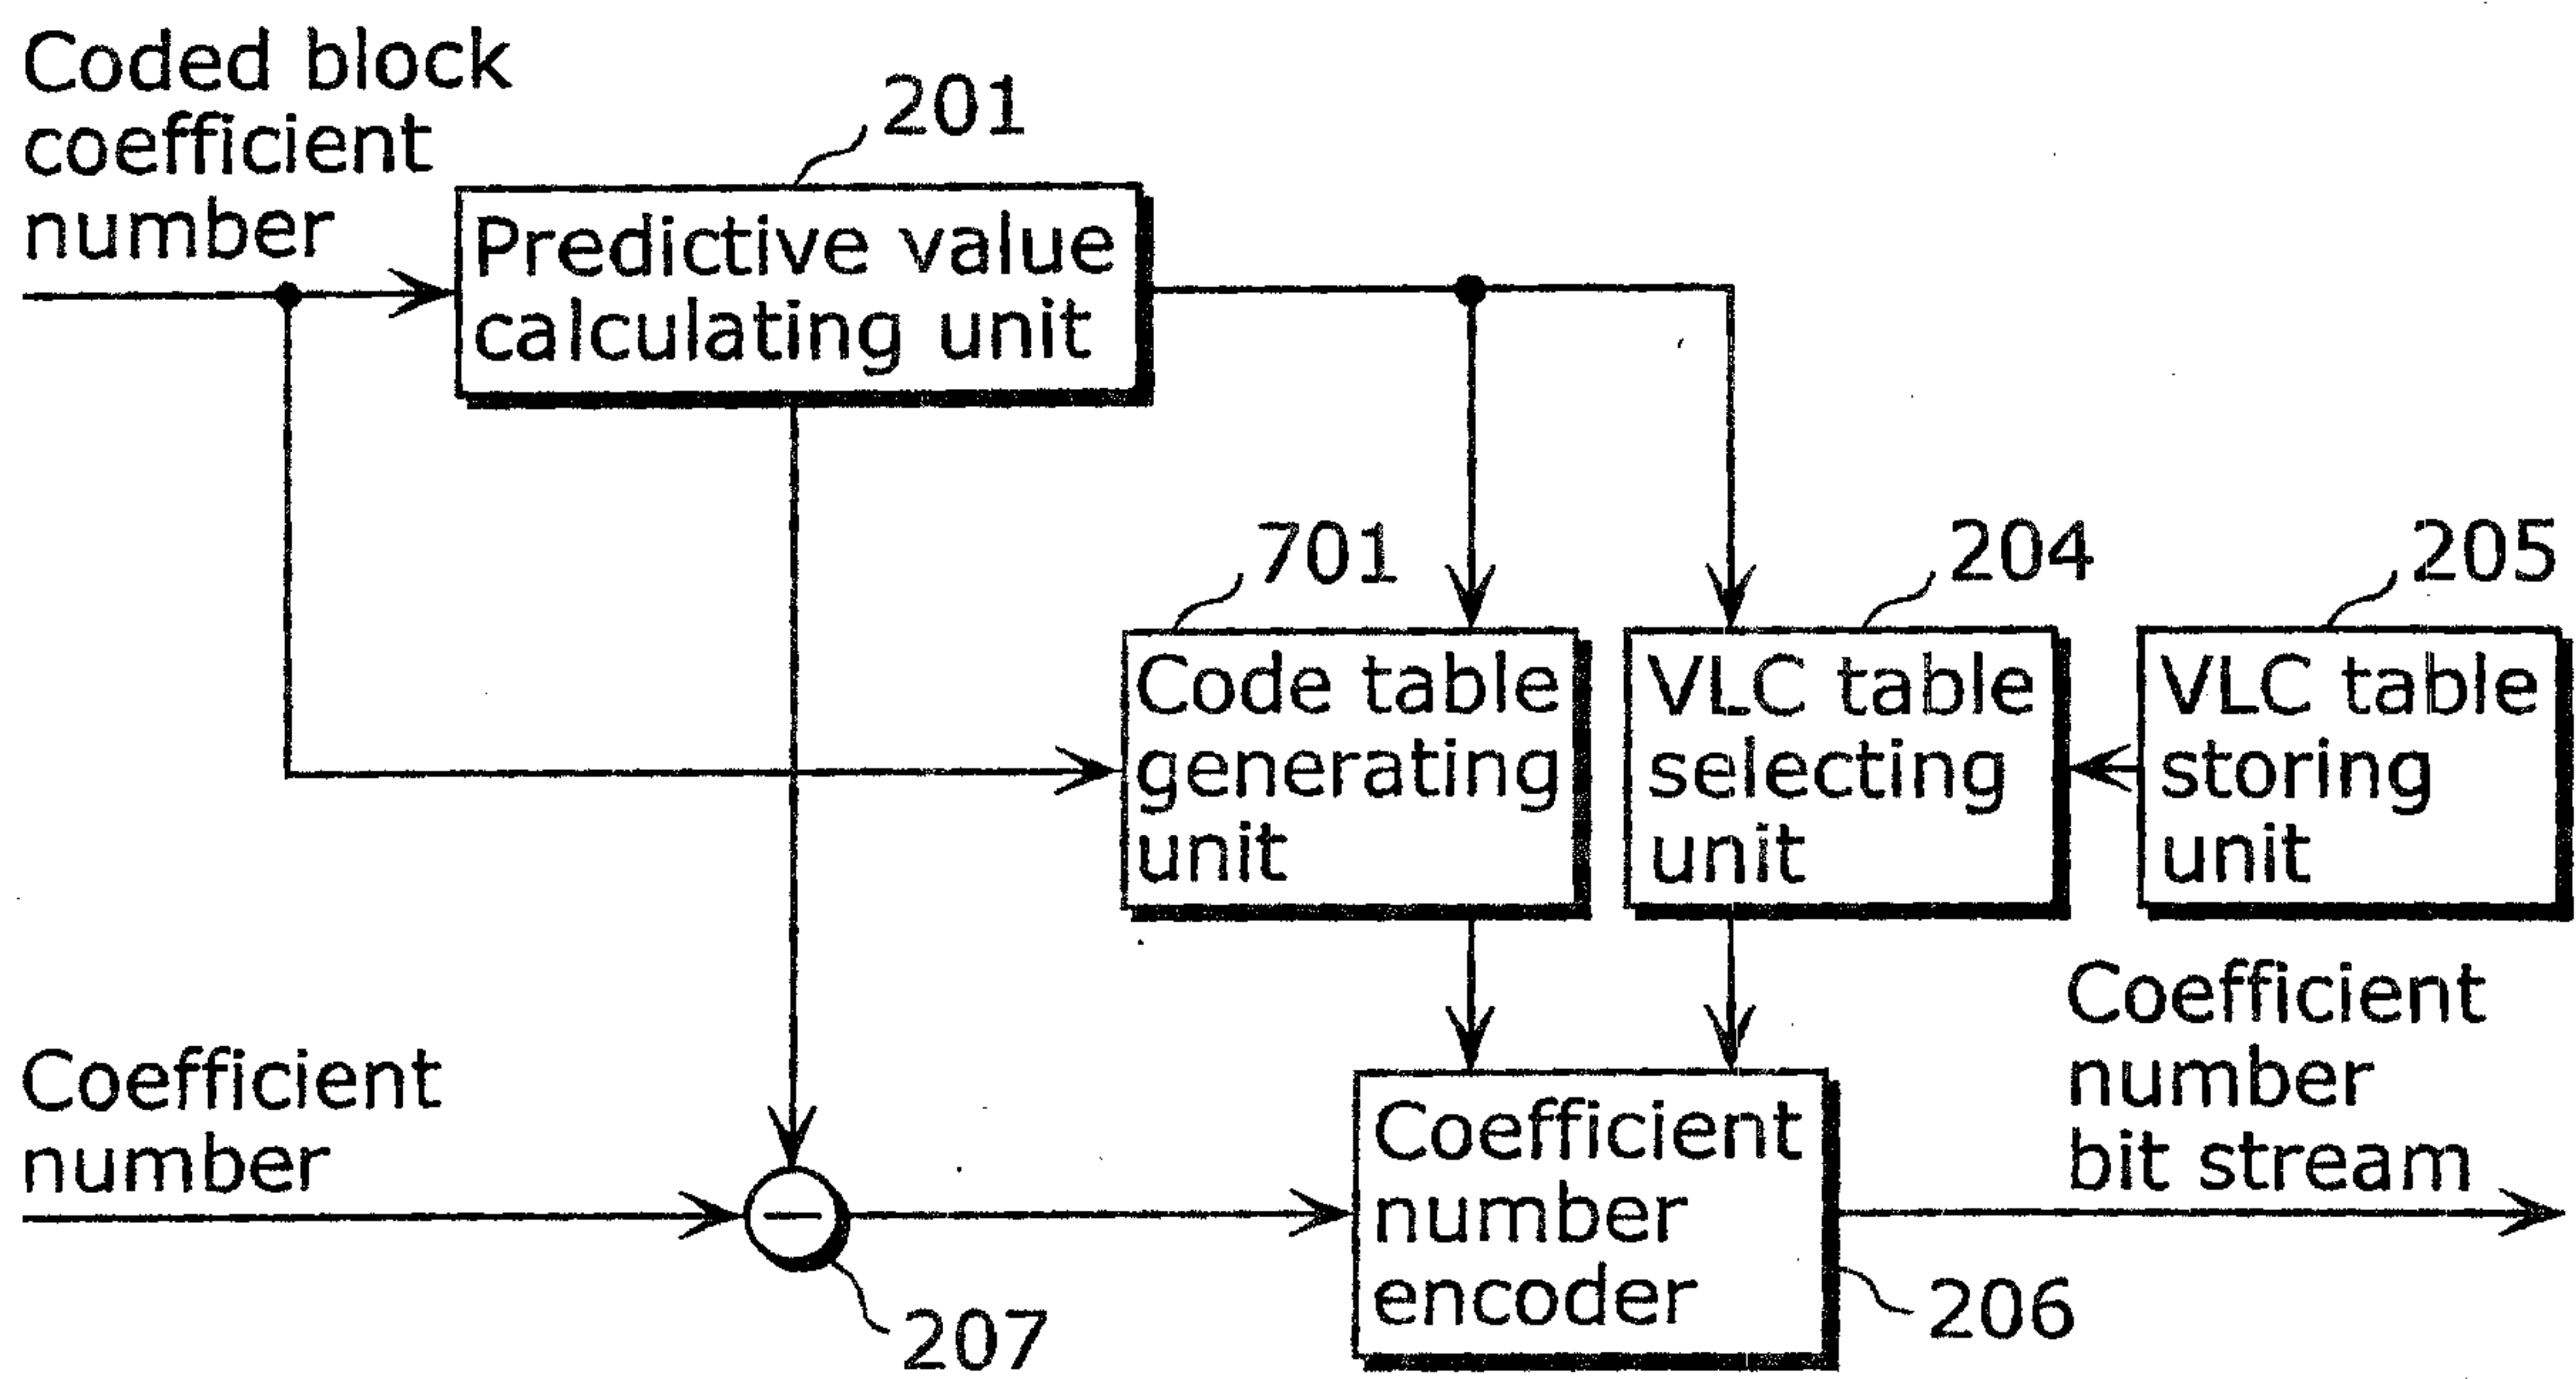 Coded block
coefficient
number
201
Predictive value
calculating unit
701
204
205
Code table
generating
unit
VLC table
selecting
unit
VLC table
storing
unit
Coefficient
number
−
207
Coefficient
number
encoder
206
Coefficient
number
bit stream